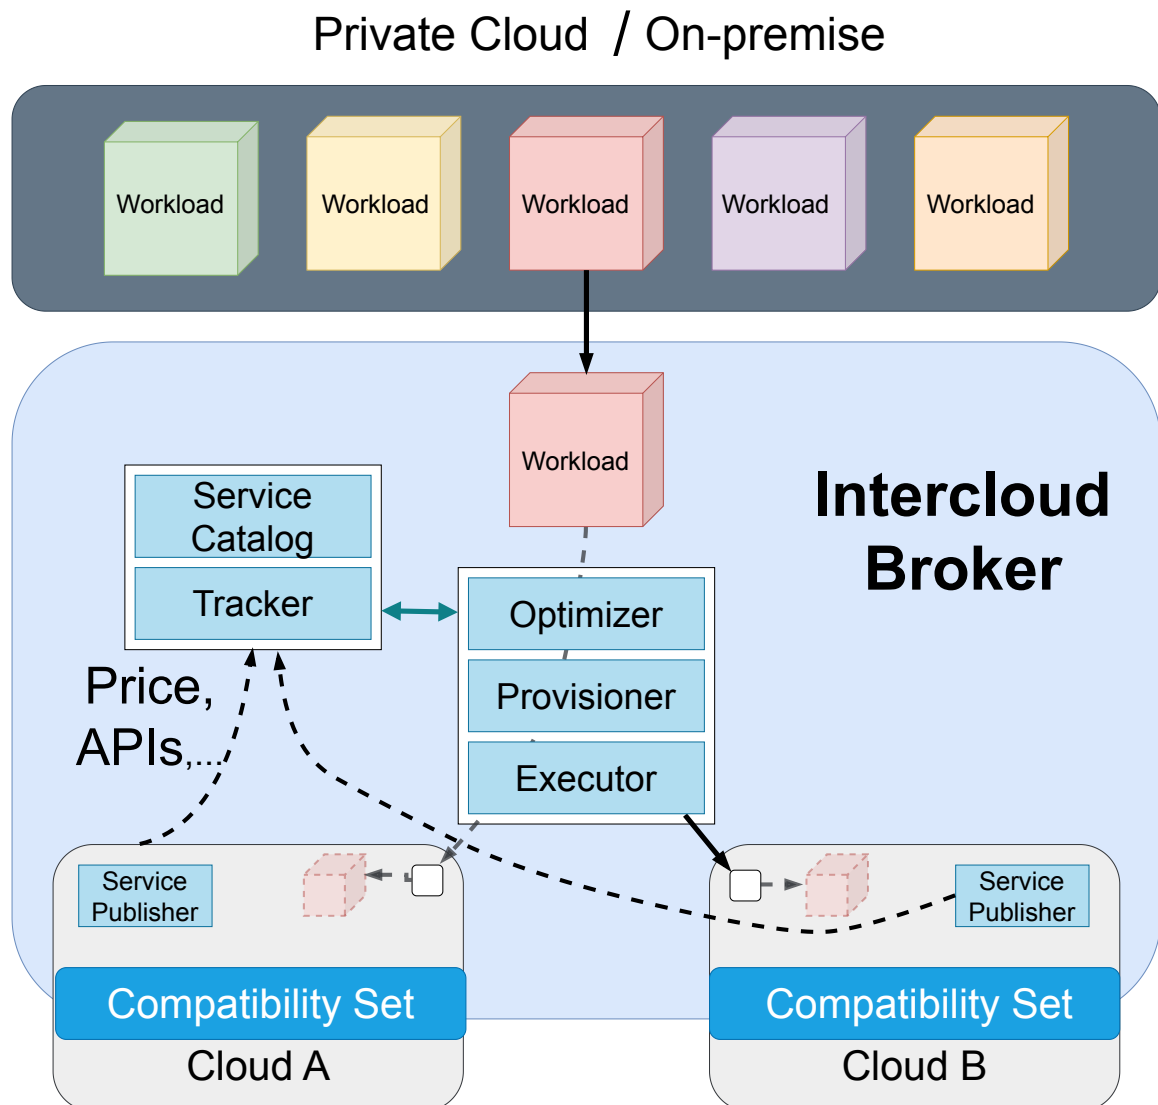 Private Cloud / On-premise
Workload
Workload
Workload
Workload
Workload
Workload
Intercloud
Broker
Service
Catalog
Tracker
Optimizer
Provisioner
Executor
Price,
APIs,...
Service
Publisher
Service
Publisher
Compatibility Set
Compatibility Set
Cloud A
Cloud B